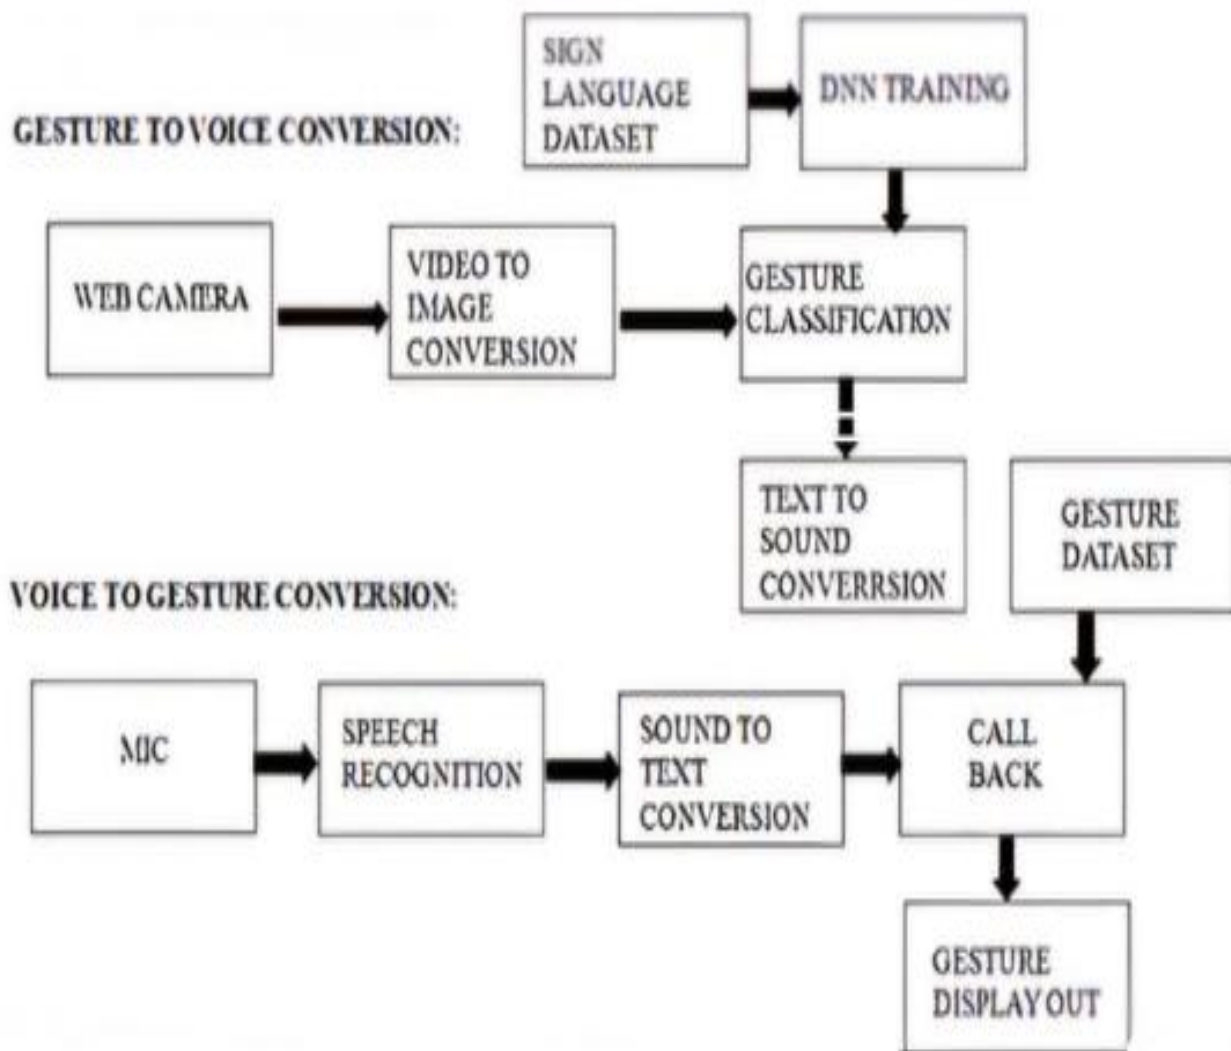 SIGN
LANGUAGE
DATASET
DNN TRAINING
GESTURE TO VOICE CONVERSION:
WEB CAMERA
VIDEO TO
IMAGE
CONVERSION
GESTURE
CLASSIFICATION
TEXT TO
SOUND
CONVERRSION
GESTURE
DATASET
VOICE TO GESTURE CONVERSION:
MIC
SPEECH
RECOGNITION
SOUND TO
TEXT
CONVERSION
CALL
BACK
GESTURE
DISPLAY OUT